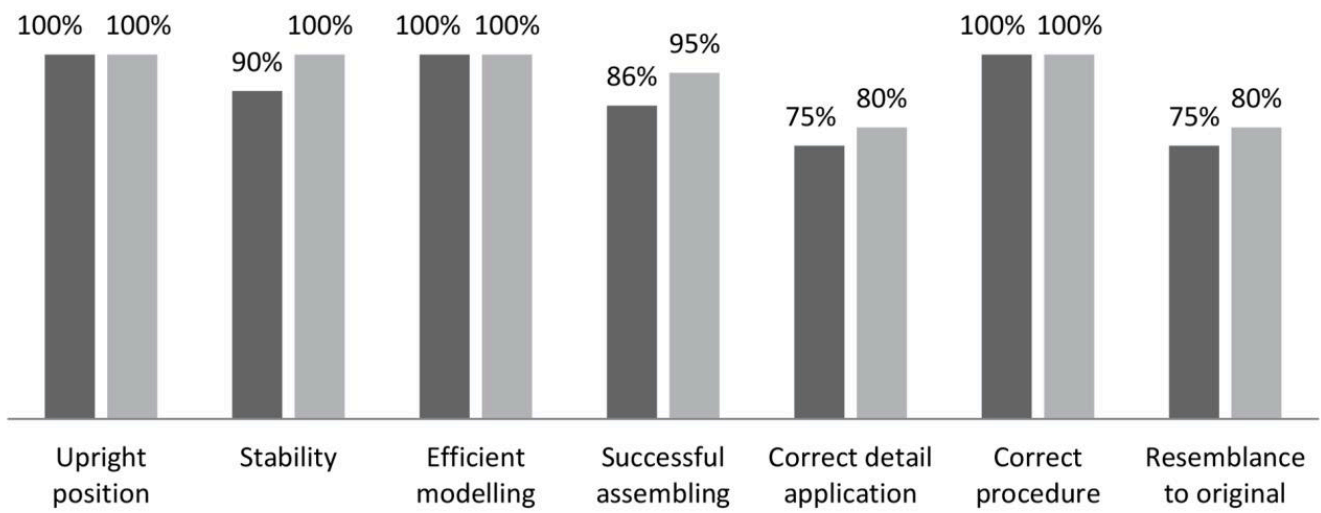 100% 100% 90% 100% 100% 100% 86% 95% 75% 80% 100% 100% 75% 80%
Upright position
Stability
Efficient modelling
Successful assembling
Correct detail application
Correct procedure
Resemblance to original